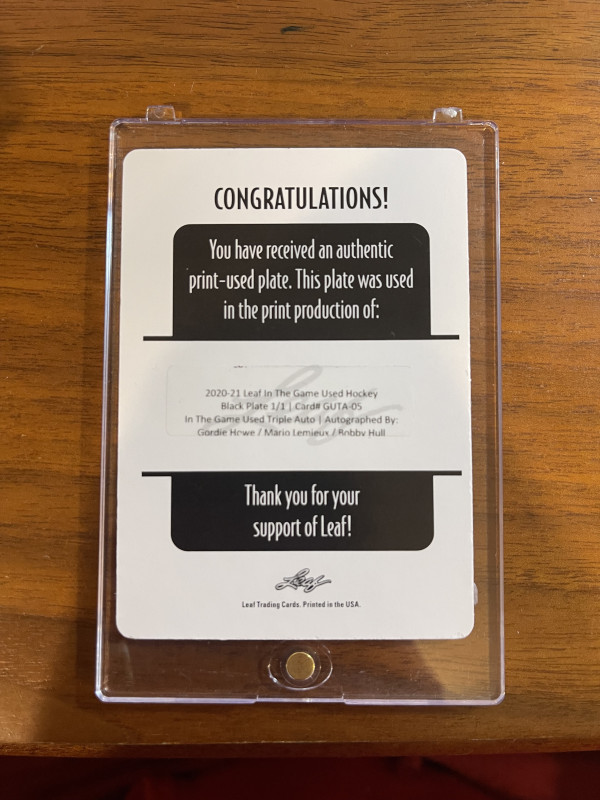 CONGRATULATIONS!
You have received an authentic
print-used plate. This plate was used
in the print production of:
2020-21 Leaf In The Game Used Hockey
Black Plate 1/1 | Card# GUTA-05
In The Game Used Triple Auto | Autographed By:
Gordie Howe / Mario Lemieux / Bobby Hull
Thank you for your
support of Leaf!
Leaf
Leaf Trading Cards. Printed in the USA.